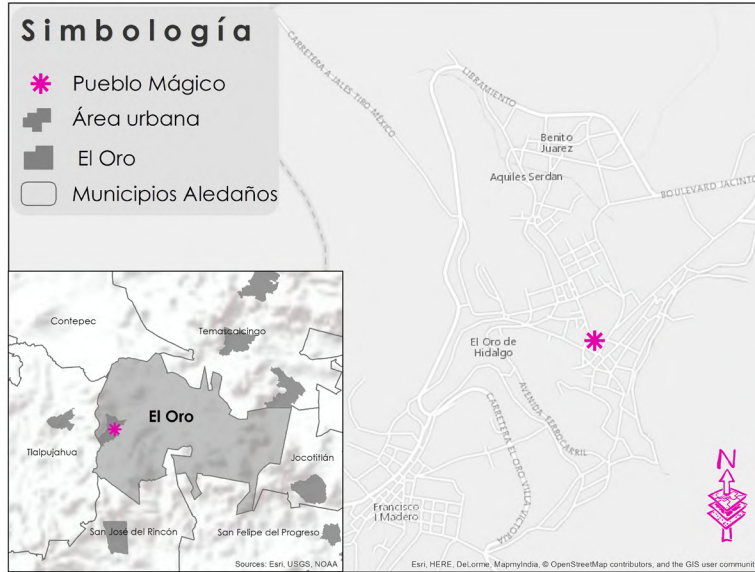 Simbología
Pueblo Mágico
Área urbana
El Oro
Municipios Aledaños
CARRETERA A JALES TIRO MÉXICO
LIBRAMIENTO
Benito
Juarez
Aquiles Serdan
BOULEVARD JACINTO
El Oro de
Hidalgo
AVENIDA FERROCARRIL
CARRETERA EL ORO VILLA VICTORIA
Francisco
I Madero
N
Contepec
Temascalcingo
El Oro
Tlalpujahua
Jocotitlán
San José del Rincón
San Felipe del Progreso
Sources: Esri, USGS, NOAA
Esri, HERE, DeLorme, MapmyIndia, © OpenStreetMap contributors, and the GIS user communi